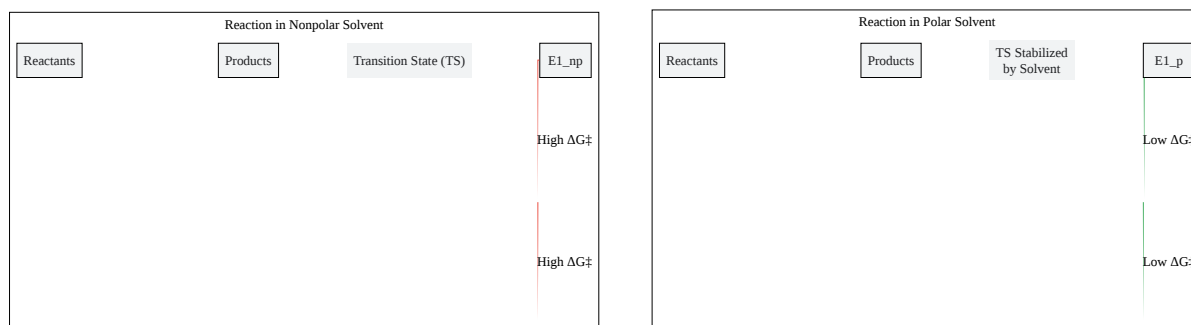 Reaction in Nonpolar Solvent
Reactants
Products
Transition State (TS)
E1_np
High ΔG‡
High ΔG‡
Reaction in Polar Solvent
Reactants
Products
TS Stabilized
by Solvent
E1_p
Low ΔG‡
Low ΔG‡